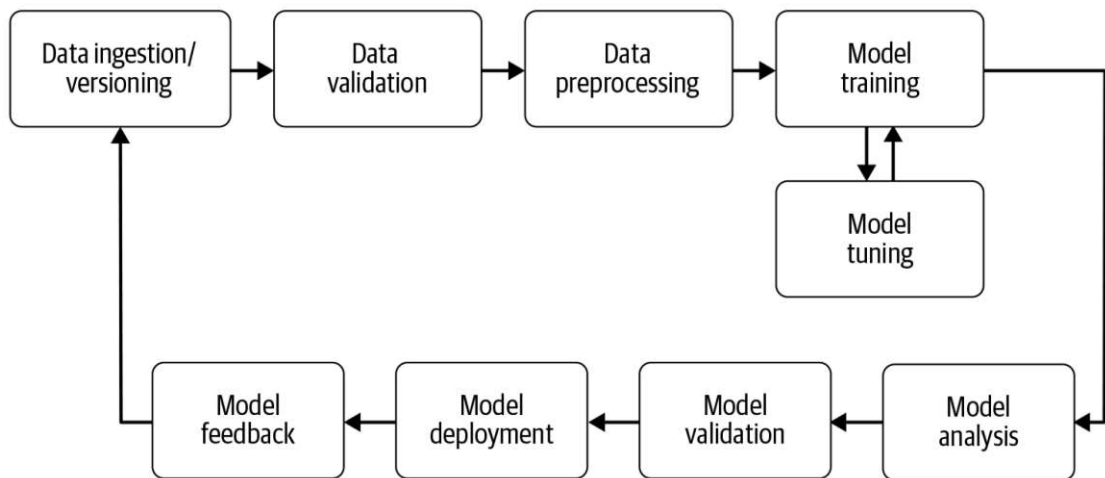 Data ingestion/
versioning
Data
validation
Data
preprocessing
Model
training
Model
tuning
Model
feedback
Model
deployment
Model
validation
Model
analysis